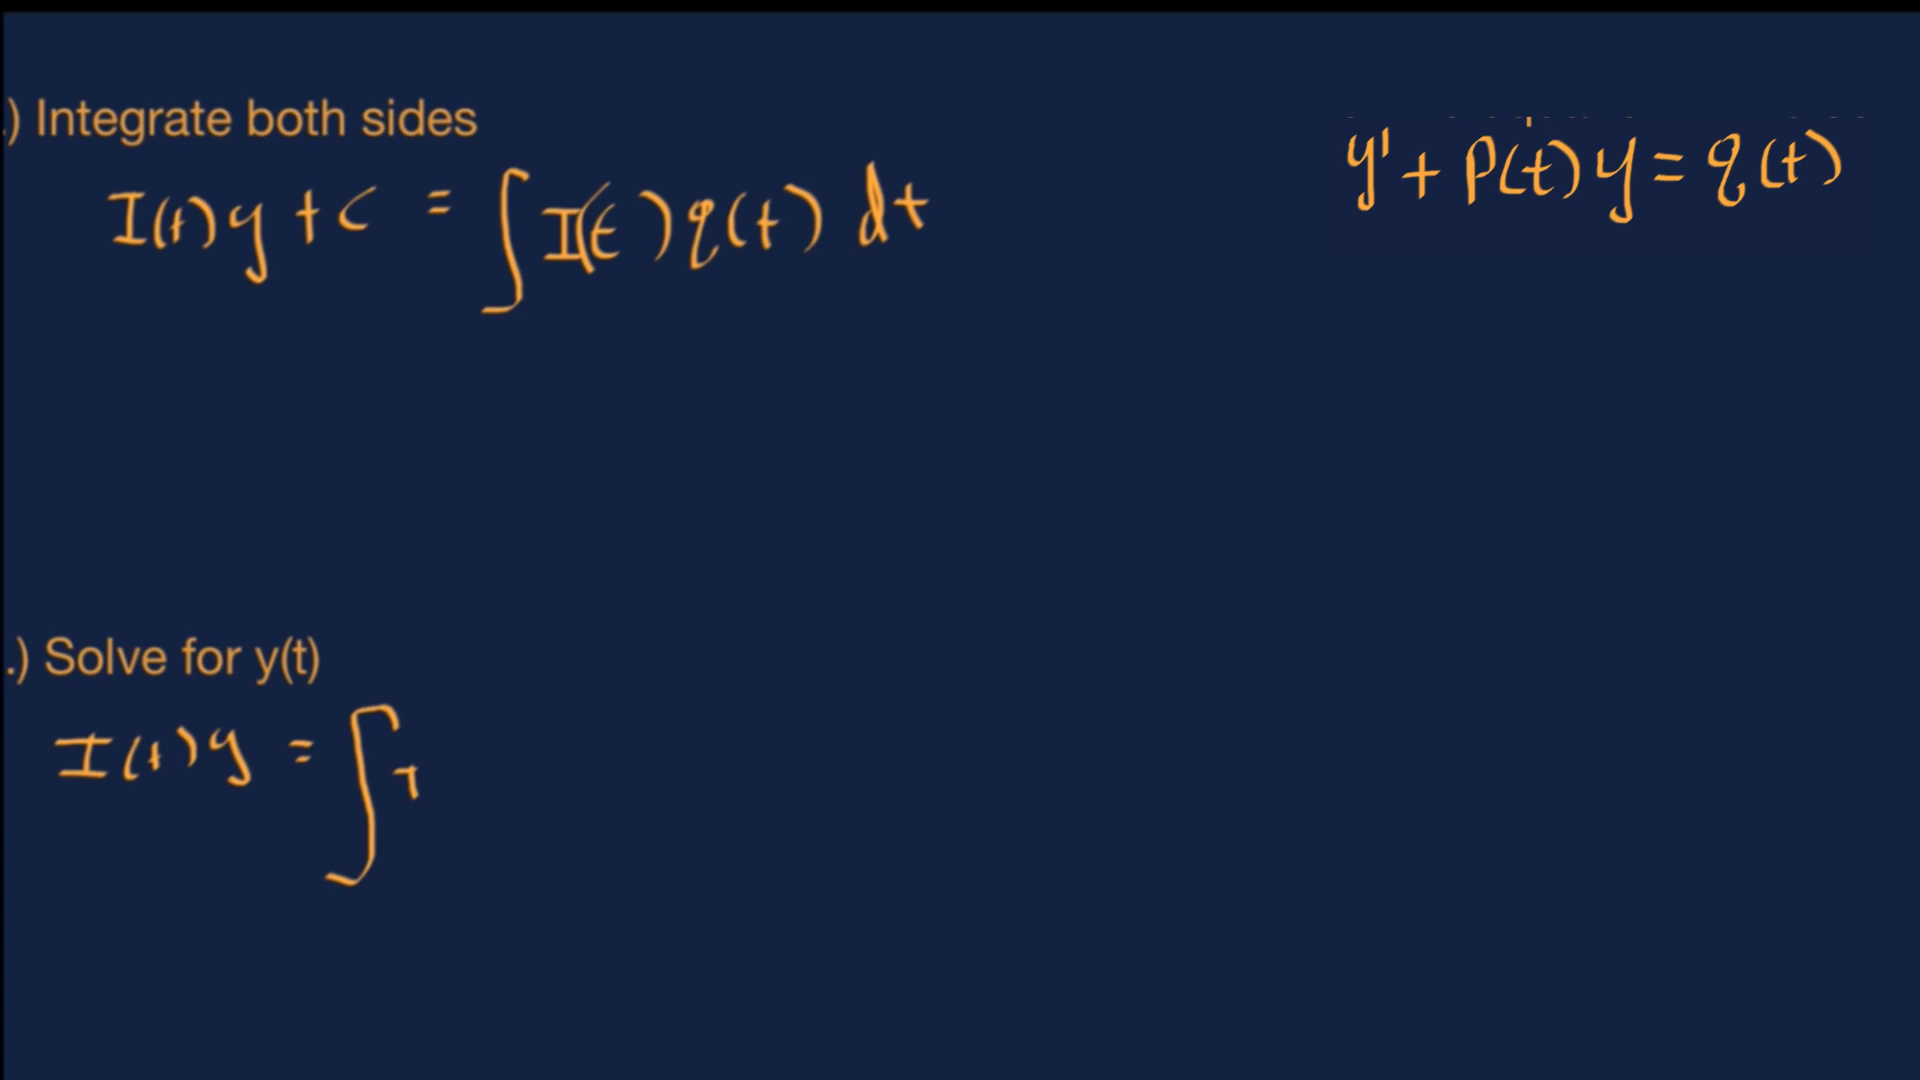 .) Integrate both sides
y' + P(t) y = q(t)
I(t) y + c = ∫ I(t) q(t) dt
.) Solve for y(t)
I(t) y = ∫